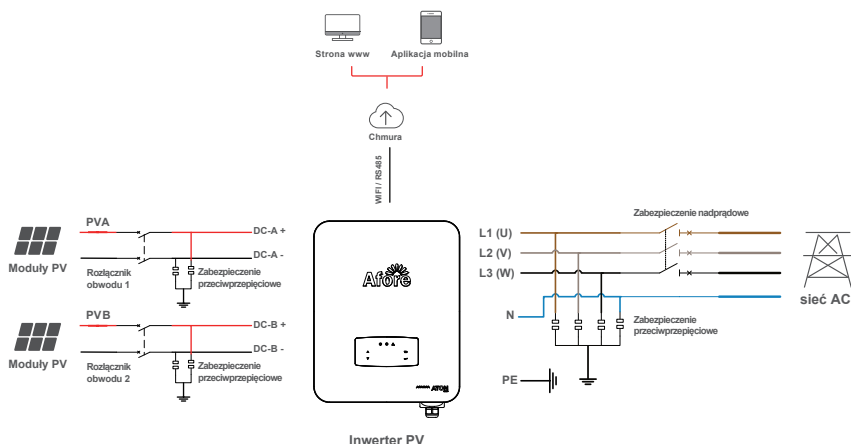 Strona www
Aplikacja mobilna
Chmura
WIFI / RS485
PVA
DC-A +
DC-A -
Moduły PV
Rozłącznik
obwodu 1
Zabezpieczenie
przeciwprzepięciowe
PVB
DC-B +
DC-B -
Moduły PV
Rozłącznik
obwodu 2
Zabezpieczenie
przeciwprzepięciowe
Afore
Inwerter PV
Zabezpieczenie nadprądowe
L1 (U)
L2 (V)
L3 (W)
N
Zabezpieczenie
przeciwprzepięciowe
PE
sieć AC